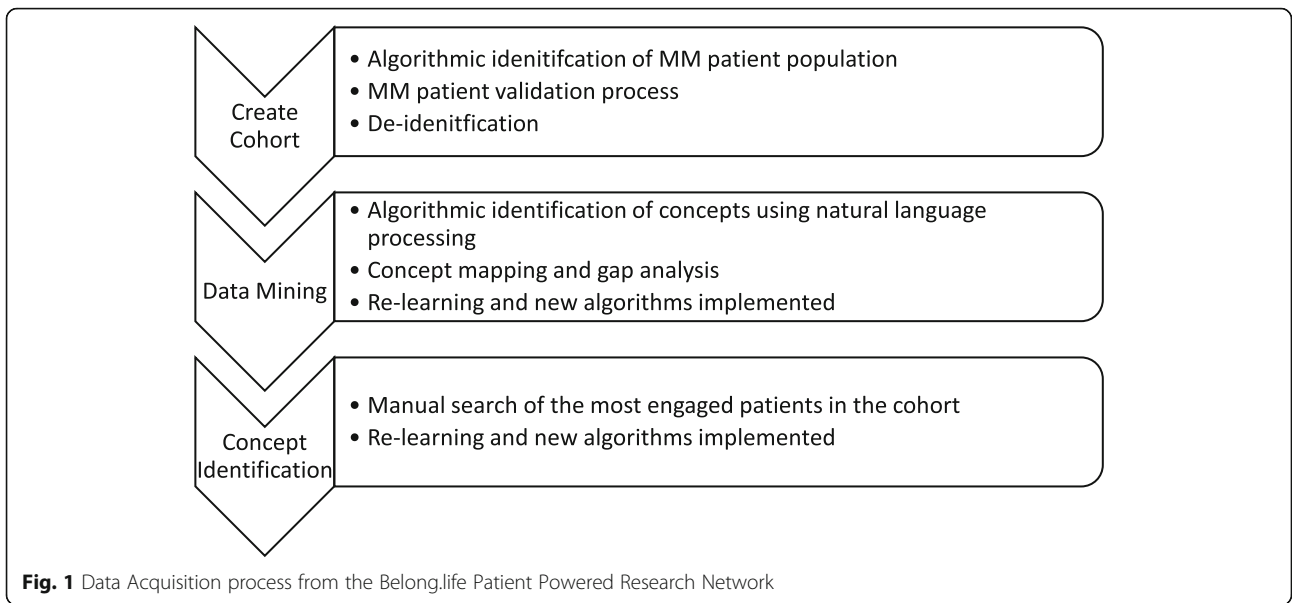 Create
Cohort
• Algorithmic idenitifcation of MM patient population
• MM patient validation process
• De-idenitfication
Data Mining
• Algorithmic identification of concepts using natural language
processing
• Concept mapping and gap analysis
• Re-learning and new algorithms implemented
Concept
Identification
• Manual search of the most engaged patients in the cohort
• Re-learning and new algorithms implemented
Fig. 1 Data Acquisition process from the Belong.life Patient Powered Research Network